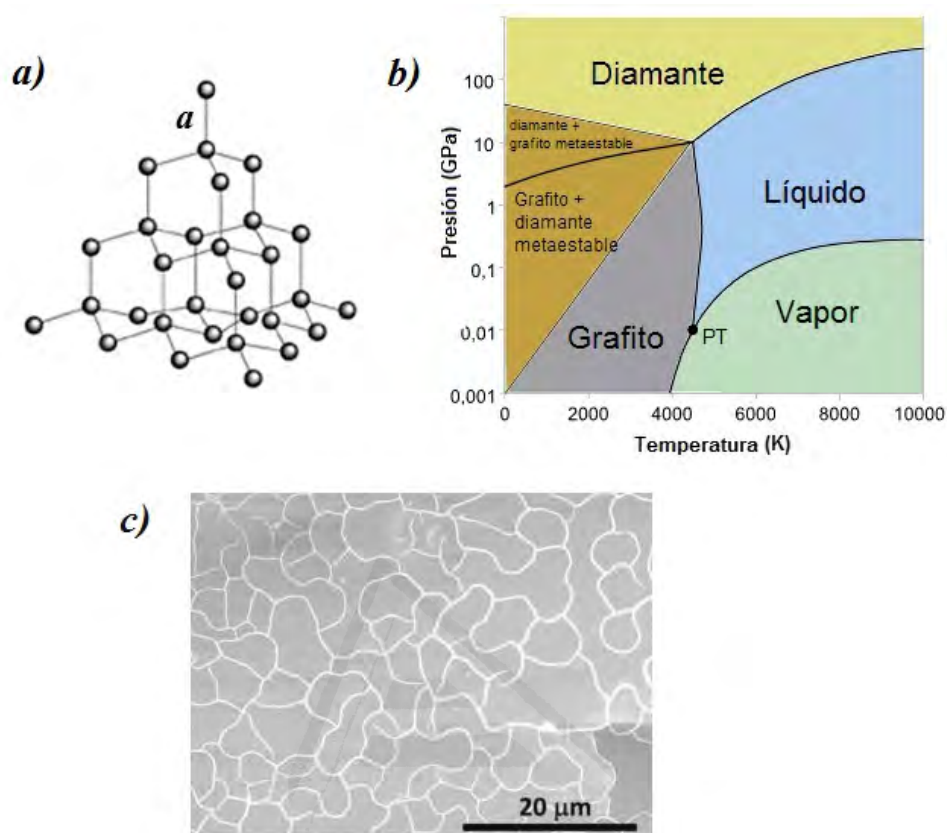 a)
a
b)
Presión (GPa)
100
10
1
0,1
0,01
0,001
Diamante
diamante +
grafito metaestable
Grafito +
diamante
metaestable
Líquido
Grafito
PT
Vapor
0
2000
4000
6000
8000
10000
Temperatura (K)
c)
20 μm